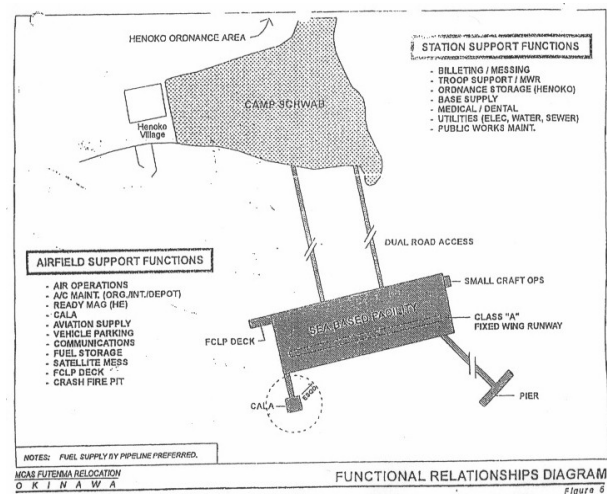 HENOKO ORDNANCE AREA
STATION SUPPORT FUNCTIONS
- BILLETING / MESSING
- TROOP SUPPORT / MWR
- ORDNANCE STORAGE (HENOKO)
- BASE SUPPLY
- MEDICAL / DENTAL
- UTILITIES (ELEC, WATER, SEWER)
- PUBLIC WORKS MAINT.
CAMP SCHWAB
Henoko
Village
DUAL ROAD ACCESS
AIRFIELD SUPPORT FUNCTIONS
- AIR OPERATIONS
- A/C MAINT. (ORG./INT./DEPOT)
- READY MAG (HE)
- CALA
- AVIATION SUPPLY
- VEHICLE PARKING
- COMMUNICATIONS
- FUEL STORAGE
- SATELLITE MESS
- FCLP DECK
- CRASH FIRE PIT
SMALL CRAFT OPS
SEA BASED FACILITY
CLASS "A"
FIXED WING RUNWAY
FCLP DECK
CALA
PIER
NOTES: FUEL SUPPLY BY PIPELINE PREFERRED.
MCAS FUTENMA RELOCATION
OKINAWA
FUNCTIONAL RELATIONSHIPS DIAGRAM
Figure 6